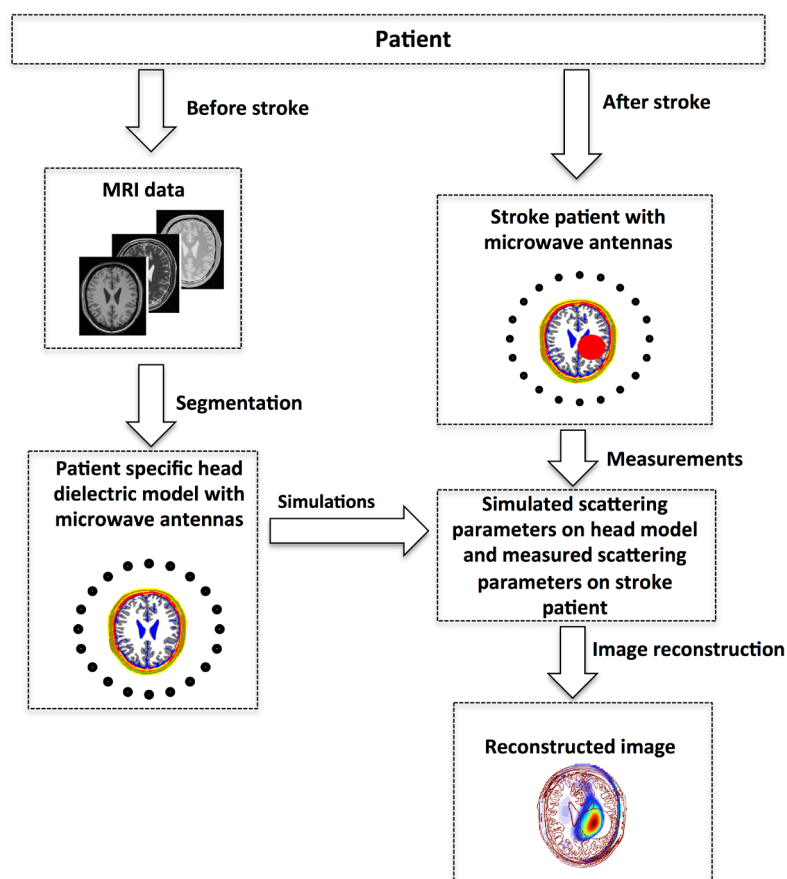 Patient
Before stroke
After stroke
MRI data
Stroke patient with
microwave antennas
Segmentation
Patient specific head
dielectric model with
microwave antennas
Measurements
Simulations
Simulated scattering
parameters on head model
and measured scattering
parameters on stroke
patient
Image reconstruction
Reconstructed image